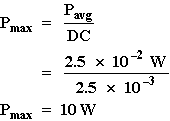 Pmax = Pavg / DC
= 2.5 × 10⁻² W / 2.5 × 10⁻³
Pmax = 10 W